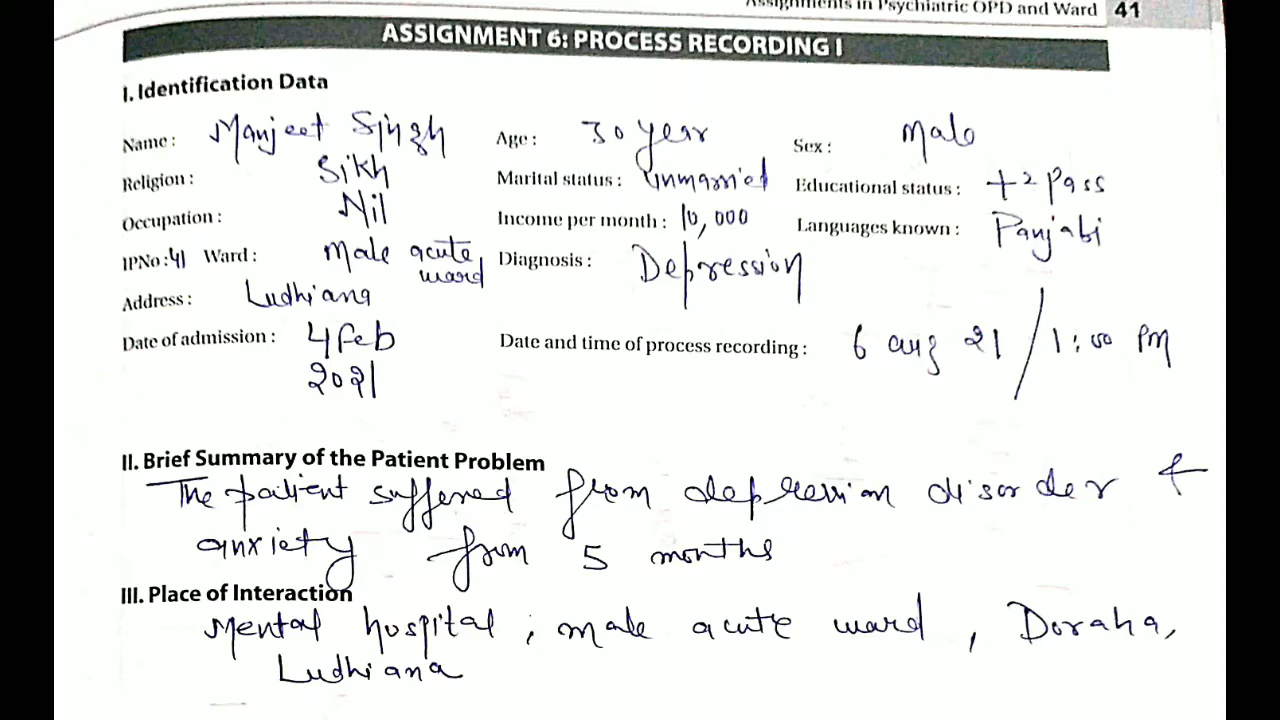 Assignments in Psychiatric OPD and Ward 41
ASSIGNMENT 6: PROCESS RECORDING I
I. Identification Data
Name: Manjeet Singh Age: 30 year Sex: Male
Religion: Sikh Marital status: Unmarried Educational status: +2 Pass
Occupation: Nil Income per month: 10,000 Languages known: Panjabi
IPNo: 41 Ward: Male acute ward Diagnosis: Depression
Address: Ludhiana
Date of admission: 4 Feb 2021 Date and time of process recording: 6 aug 21 / 1:00 PM
II. Brief Summary of the Patient Problem
The patient suffered from depression disorder &
anxiety from 5 months
III. Place of Interaction
Mental hospital, male acute ward, Doraha,
Ludhiana